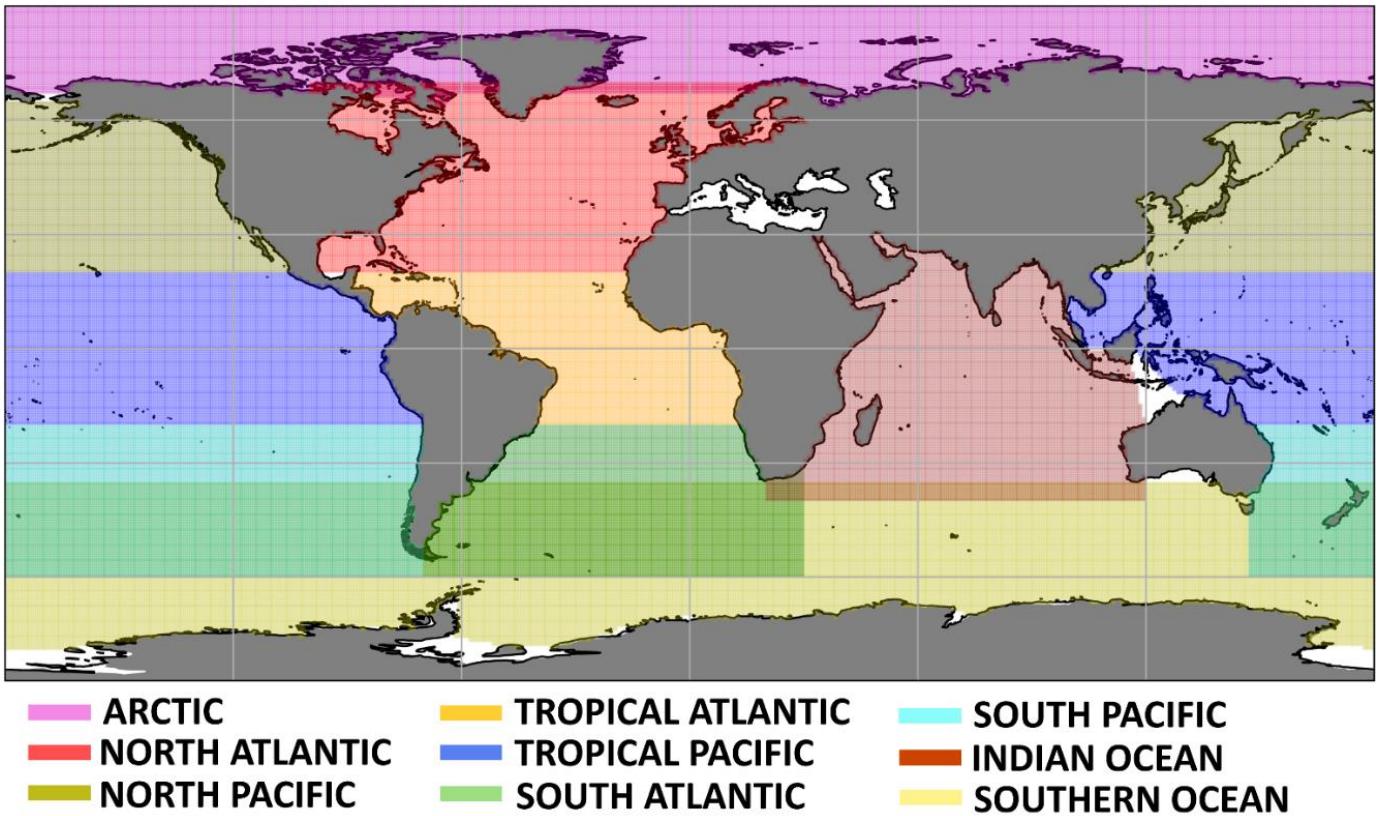 ARCTIC
NORTH ATLANTIC
NORTH PACIFIC
TROPICAL ATLANTIC
TROPICAL PACIFIC
SOUTH ATLANTIC
SOUTH PACIFIC
INDIAN OCEAN
SOUTHERN OCEAN